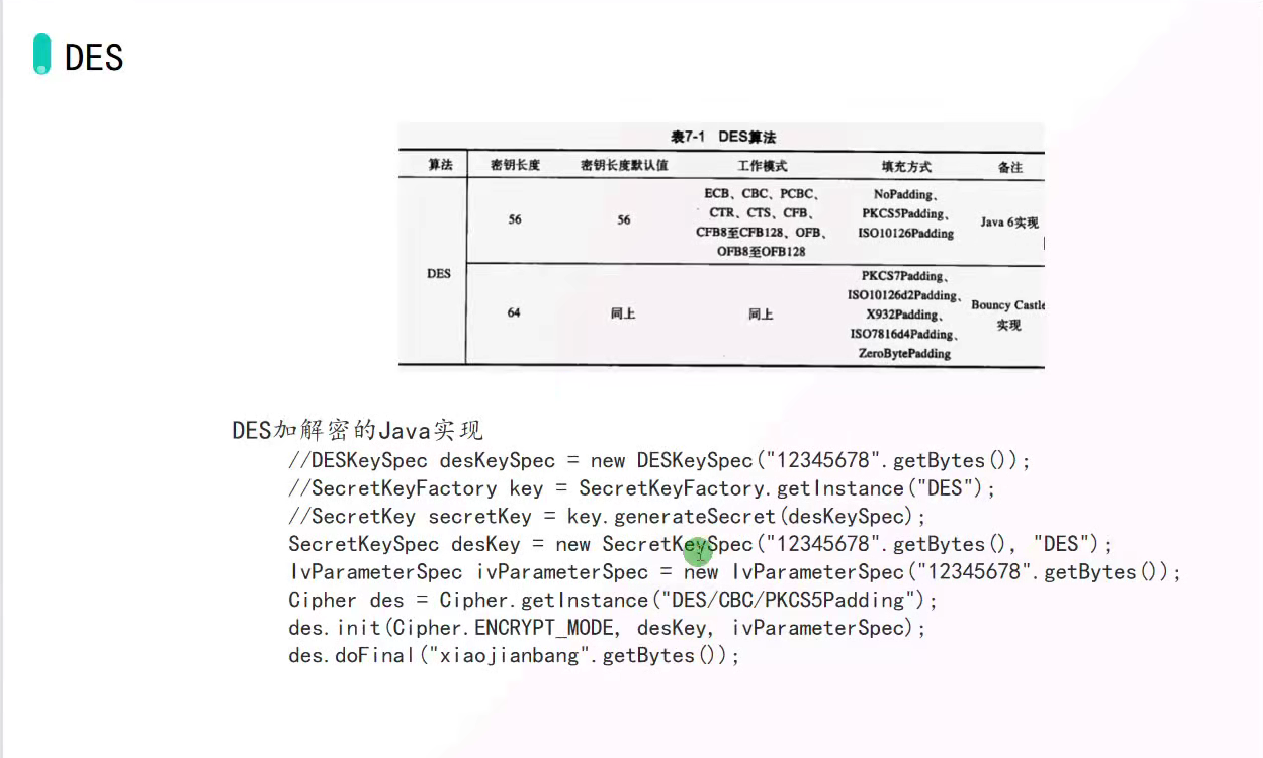 DES
表7-1 DES算法
算法 密钥长度 密钥长度默认值 工作模式 填充方式 备注
DES
56 56 ECB、CBC、PCBC、
CTR、CTS、CFB、
CFB8至CFB128、OFB、
OFB8至OFB128
NoPadding、
PKCS5Padding、
ISO10126Padding
Java 6实现
64 同上 同上
PKCS7Padding、
ISO10126d2Padding、
X932Padding、
ISO7816d4Padding、
ZeroBytePadding
Bouncy Castle
实现
DES加解密的Java实现
//DESKeySpec desKeySpec = new DESKeySpec("12345678".getBytes());
//SecretKeyFactory key = SecretKeyFactory.getInstance("DES");
//SecretKey secretKey = key.generateSecret(desKeySpec);
SecretKeySpec desKey = new SecretKeySpec("12345678".getBytes(), "DES");
IvParameterSpec ivParameterSpec = new IvParameterSpec("12345678".getBytes());
Cipher des = Cipher.getInstance("DES/CBC/PKCS5Padding");
des.init(Cipher.ENCRYPT_MODE, desKey, ivParameterSpec);
des.doFinal("xiaojianbang".getBytes());